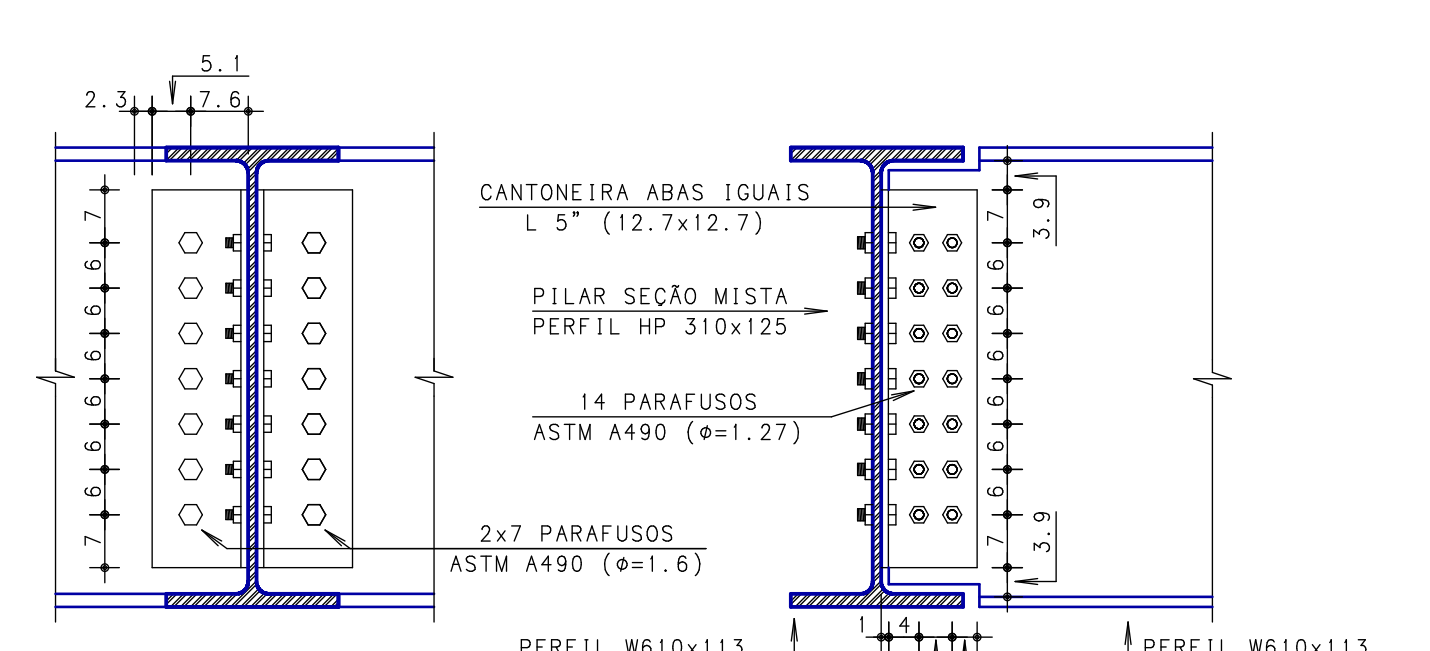 5.1
2.3
7.6
7
6
6
6
6
6
6
7
CANTONEIRA ABAS IGUAIS
L 5” (12.7x12.7)
PILAR SEÇÃO MISTA
PERFIL HP 310x125
14 PARAFUSOS
ASTM A490 (φ=1.27)
2x7 PARAFUSOS
ASTM A490 (φ=1.6)
7
6
6
6
6
6
6
7
3.9
3.9
1
4
PERFIL W610x113
PERFIL W610x113